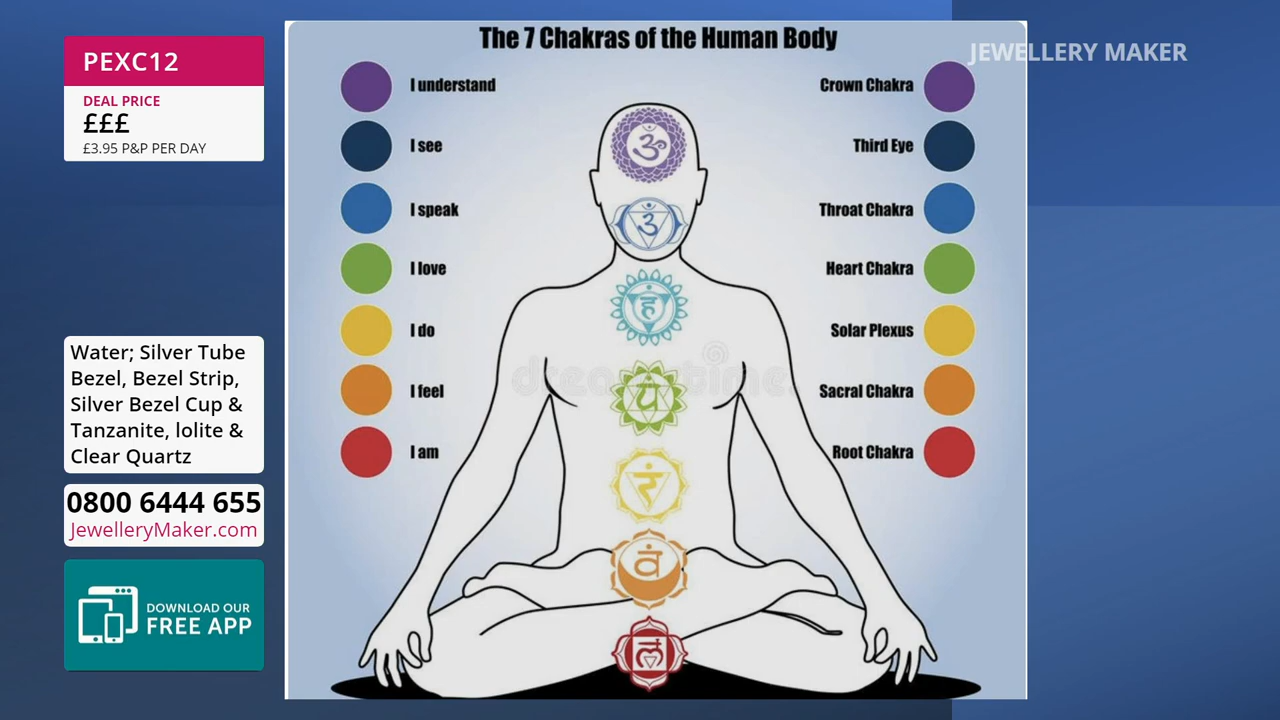 PEXC12
DEAL PRICE
£££
£3.95 P&P PER DAY
Water; Silver Tube
Bezel, Bezel Strip,
Silver Bezel Cup &
Tanzanite, lolite &
Clear Quartz
0800 6444 655
JewelleryMaker.com
DOWNLOAD OUR
FREE APP
JEWELLERY MAKER
The 7 Chakras of the Human Body
I understand
Crown Chakra
I see
Third Eye
I speak
Throat Chakra
I love
Heart Chakra
I do
Solar Plexus
I feel
Sacral Chakra
I am
Root Chakra
ॐ
ॐ
हं
dreamstime.
यं
रं
वं
लं